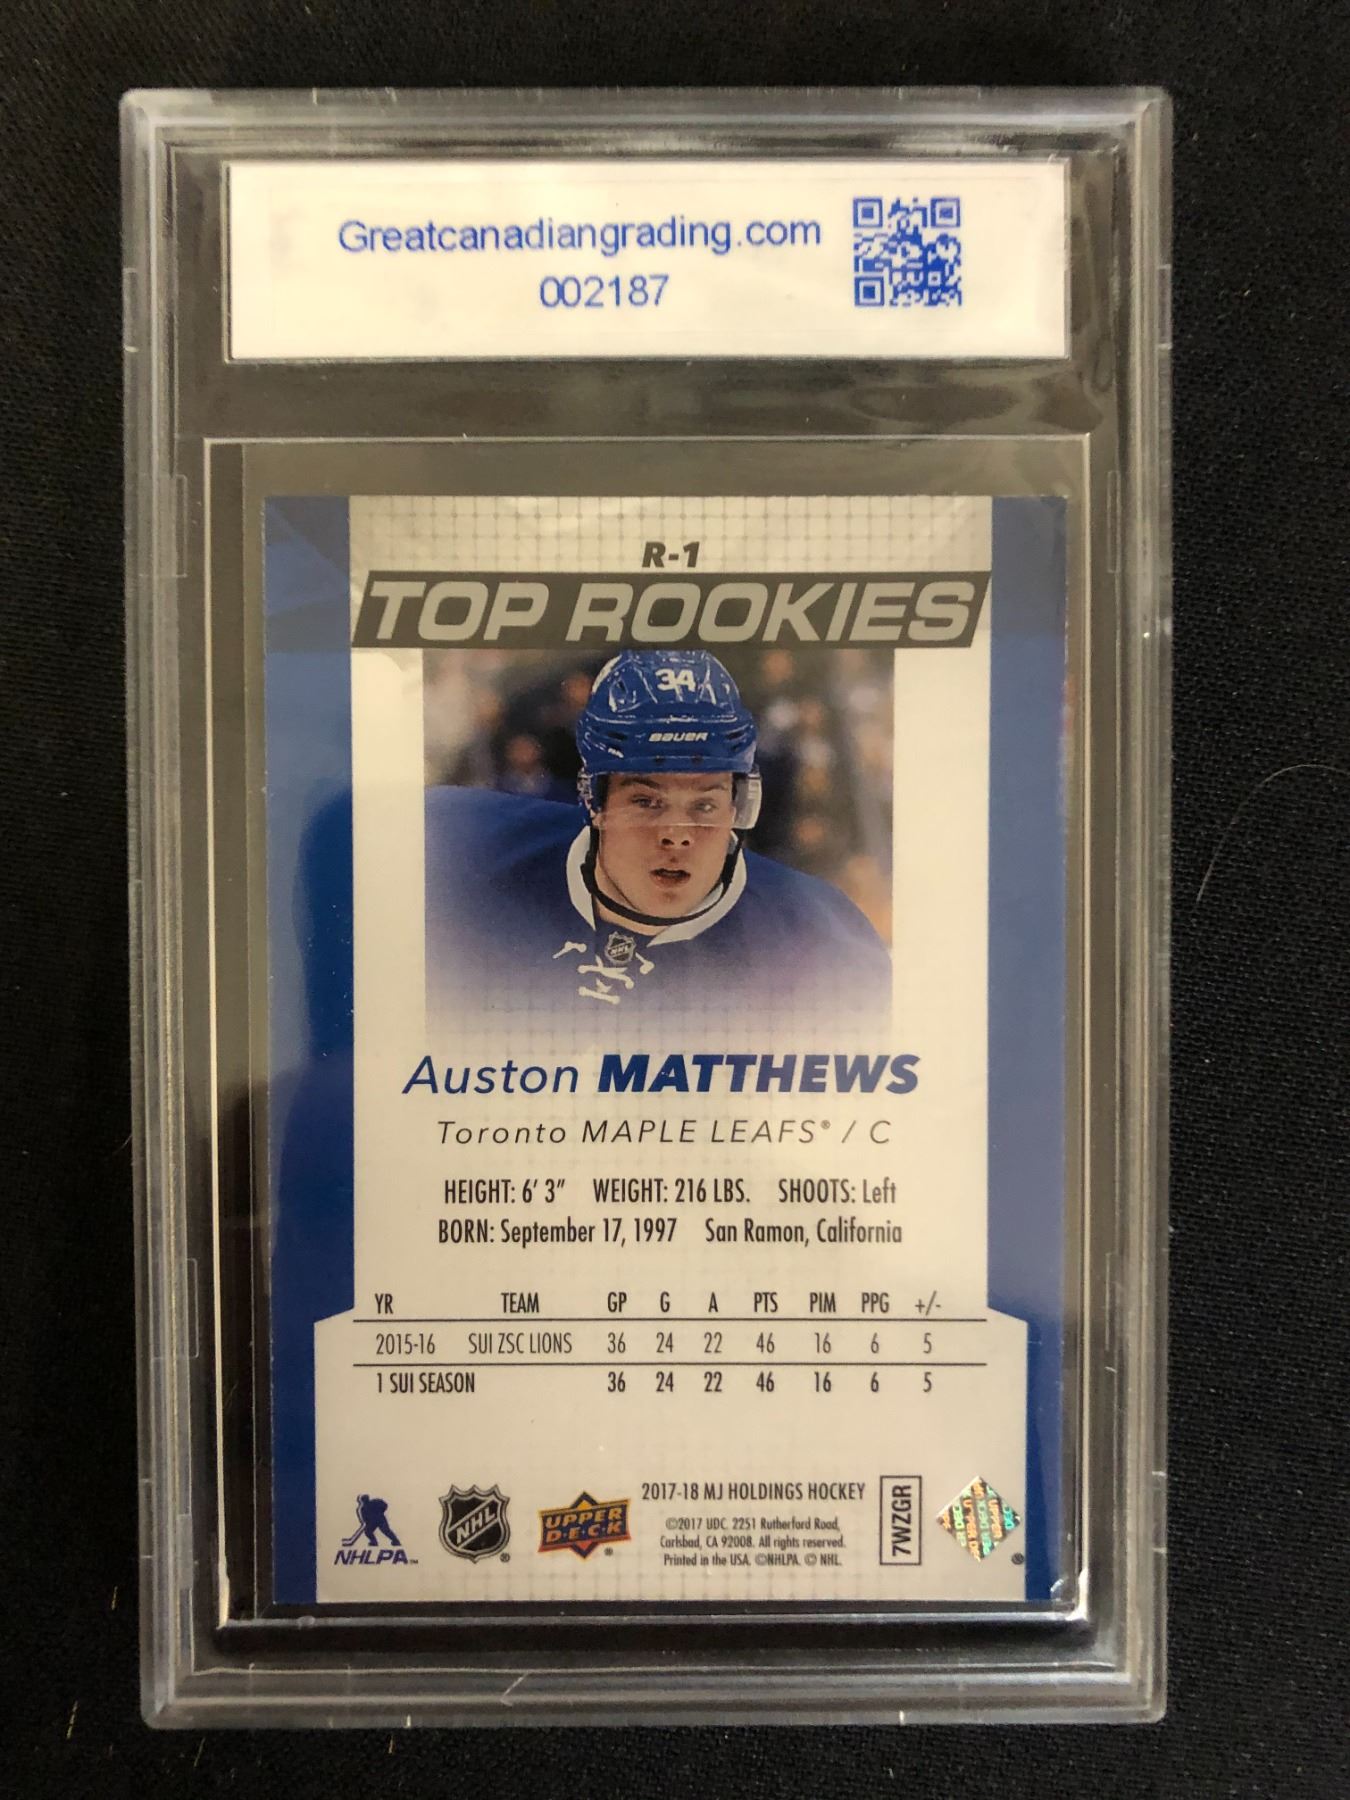 Greatcanadiangrading.com
002187
R-1
TOP ROOKIES
34
BAUER
NHL
Auston MATTHEWS
Toronto MAPLE LEAFS® / C
HEIGHT: 6' 3" WEIGHT: 216 LBS. SHOOTS: Left
BORN: September 17, 1997 San Ramon, California
YR TEAM GP G A PTS PIM PPG +/-
2015-16 SUI ZSC LIONS 36 24 22 46 16 6 5
1 SUI SEASON 36 24 22 46 16 6 5
NHLPA™
NHL ®
UPPER DECK ®
2017-18 MJ HOLDINGS HOCKEY
©2017 UDC. 2251 Rutherford Road,
Carlsbad, CA 92008. All rights reserved.
Printed in the USA. ©NHLPA. © NHL.
7WZGR